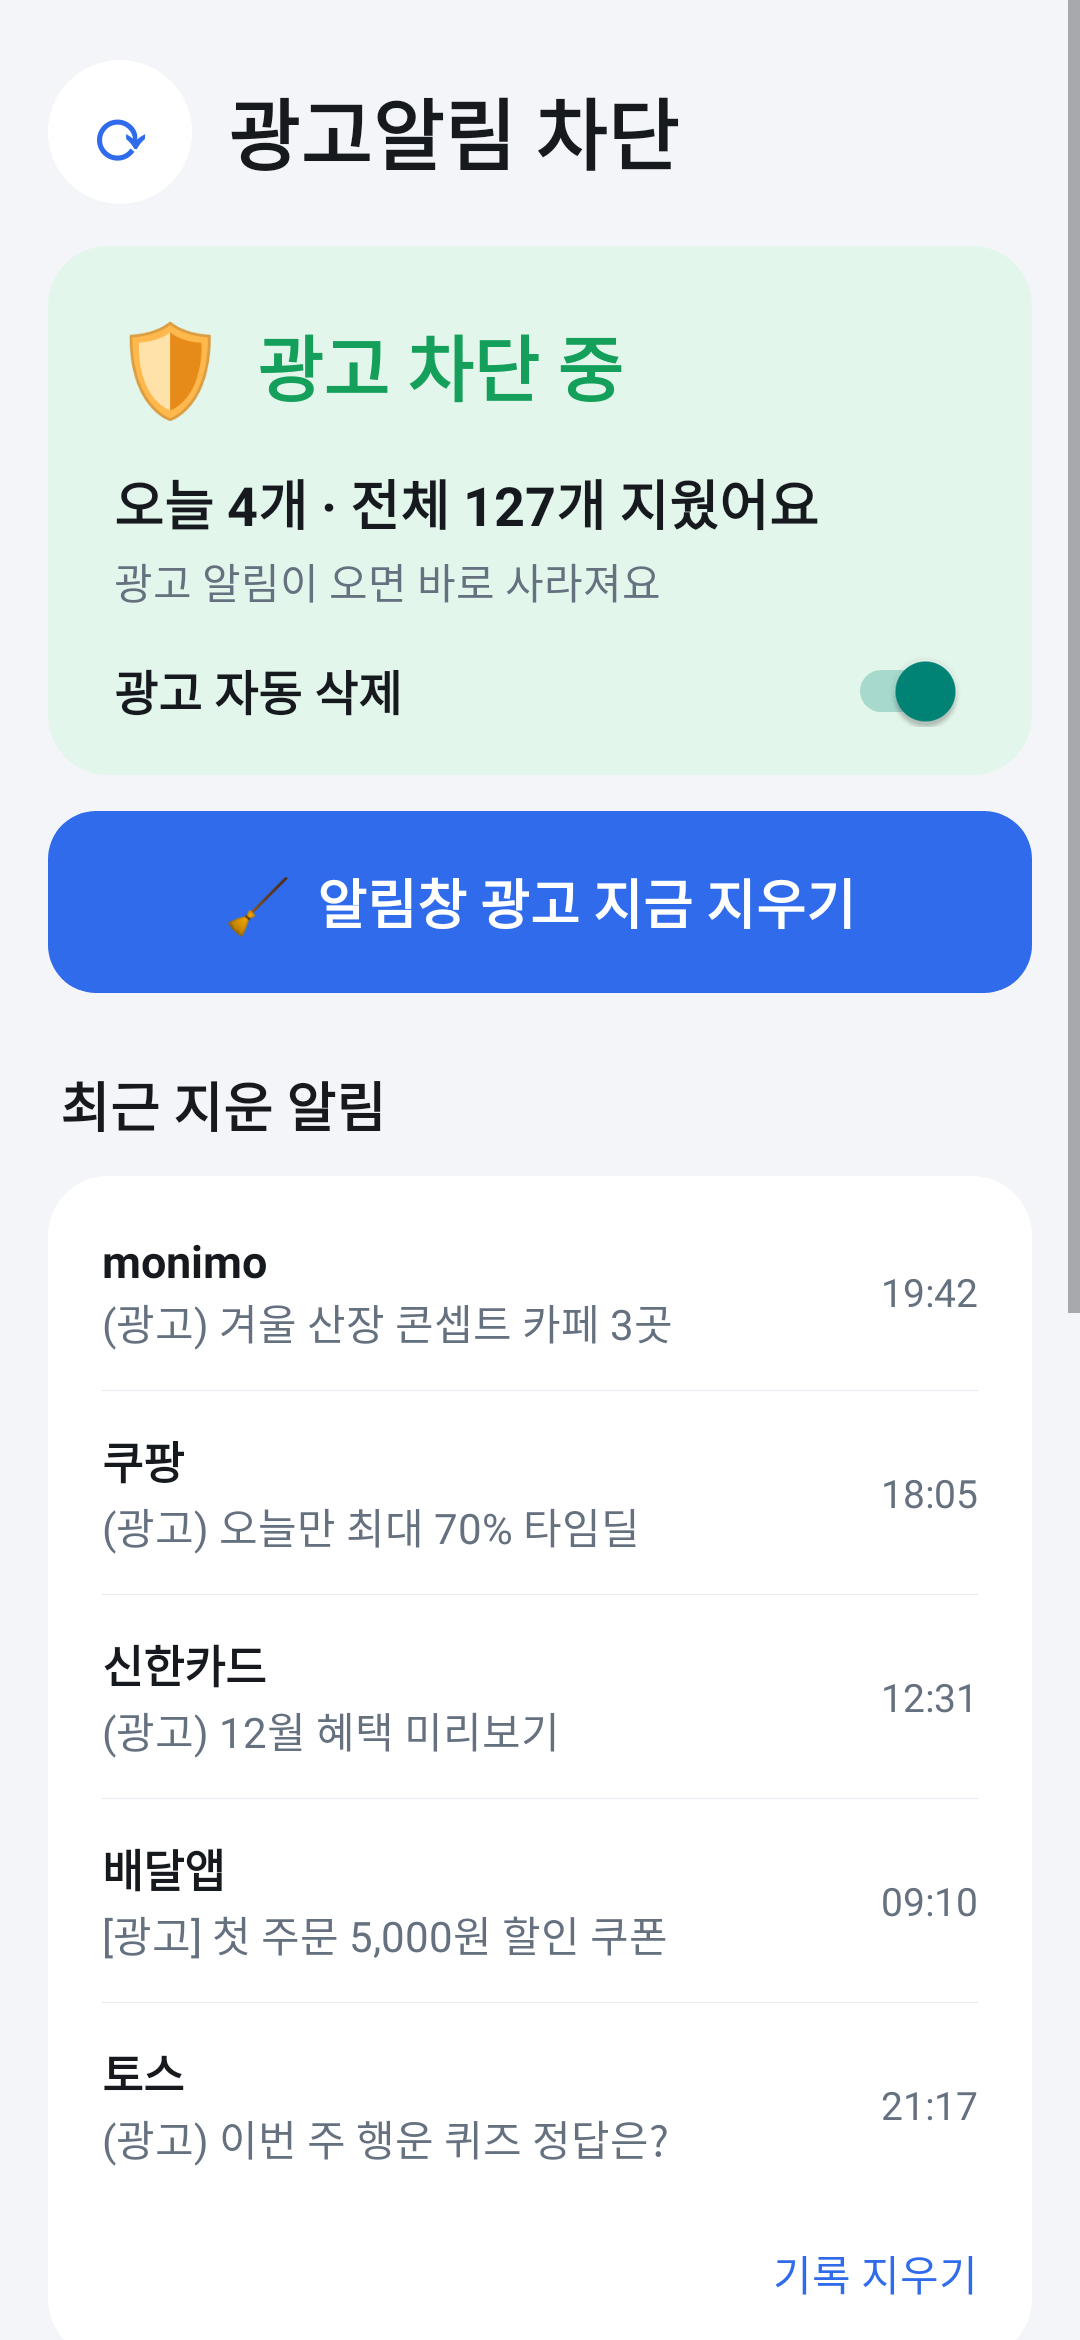 광고알림 차단
광고 차단 중
오늘 4개 · 전체 127개 지웠어요
광고 알림이 오면 바로 사라져요
광고 자동 삭제
알림창 광고 지금 지우기
최근 지운 알림
monimo
(광고) 겨울 산장 콘셉트 카페 3곳
19:42
쿠팡
(광고) 오늘만 최대 70% 타임딜
18:05
신한카드
(광고) 12월 혜택 미리보기
12:31
배달앱
[광고] 첫 주문 5,000원 할인 쿠폰
09:10
토스
(광고) 이번 주 행운 퀴즈 정답은?
21:17
기록 지우기